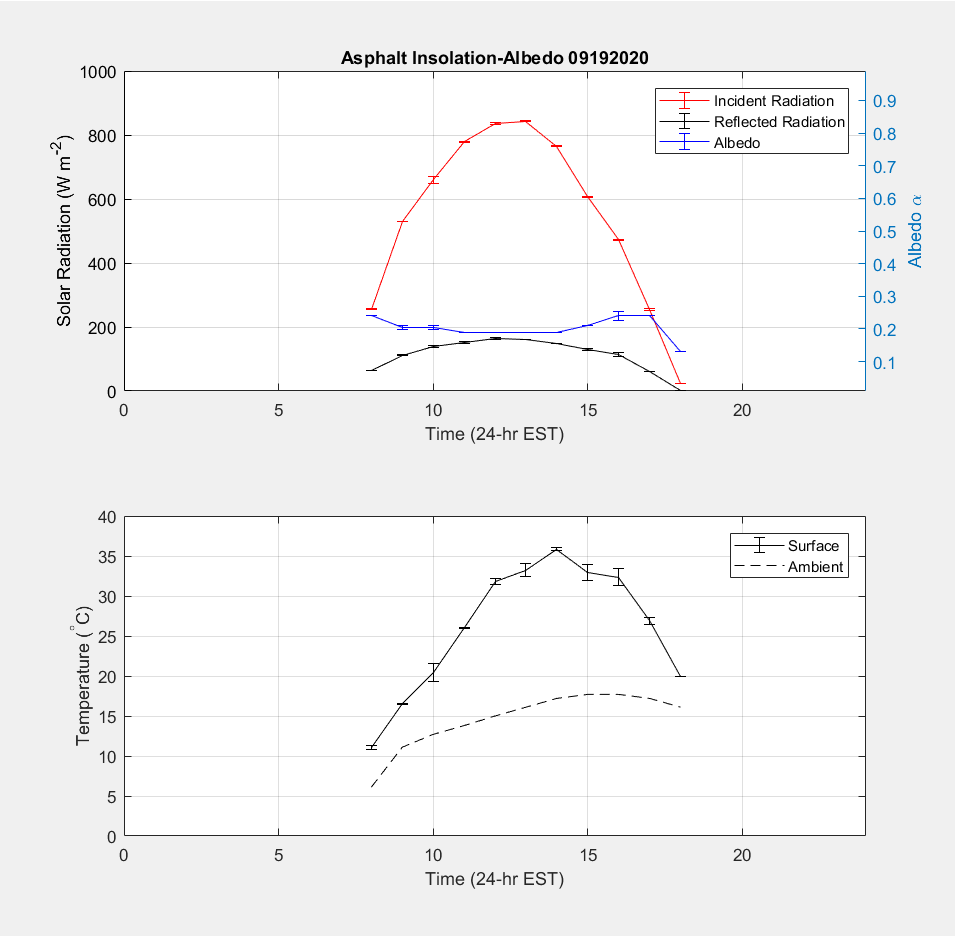 Asphalt Insolation-Albedo 09192020
1000
800
600
400
200
0
Solar Radiation (W m-2)
0.9
0.8
0.7
0.6
0.5
0.4
0.3
0.2
0.1
Albedo α
Incident Radiation
Reflected Radiation
Albedo
0 5 10 15 20
Time (24-hr EST)
40
35
30
25
20
15
10
5
0
Temperature (°C)
Surface
Ambient
0 5 10 15 20
Time (24-hr EST)